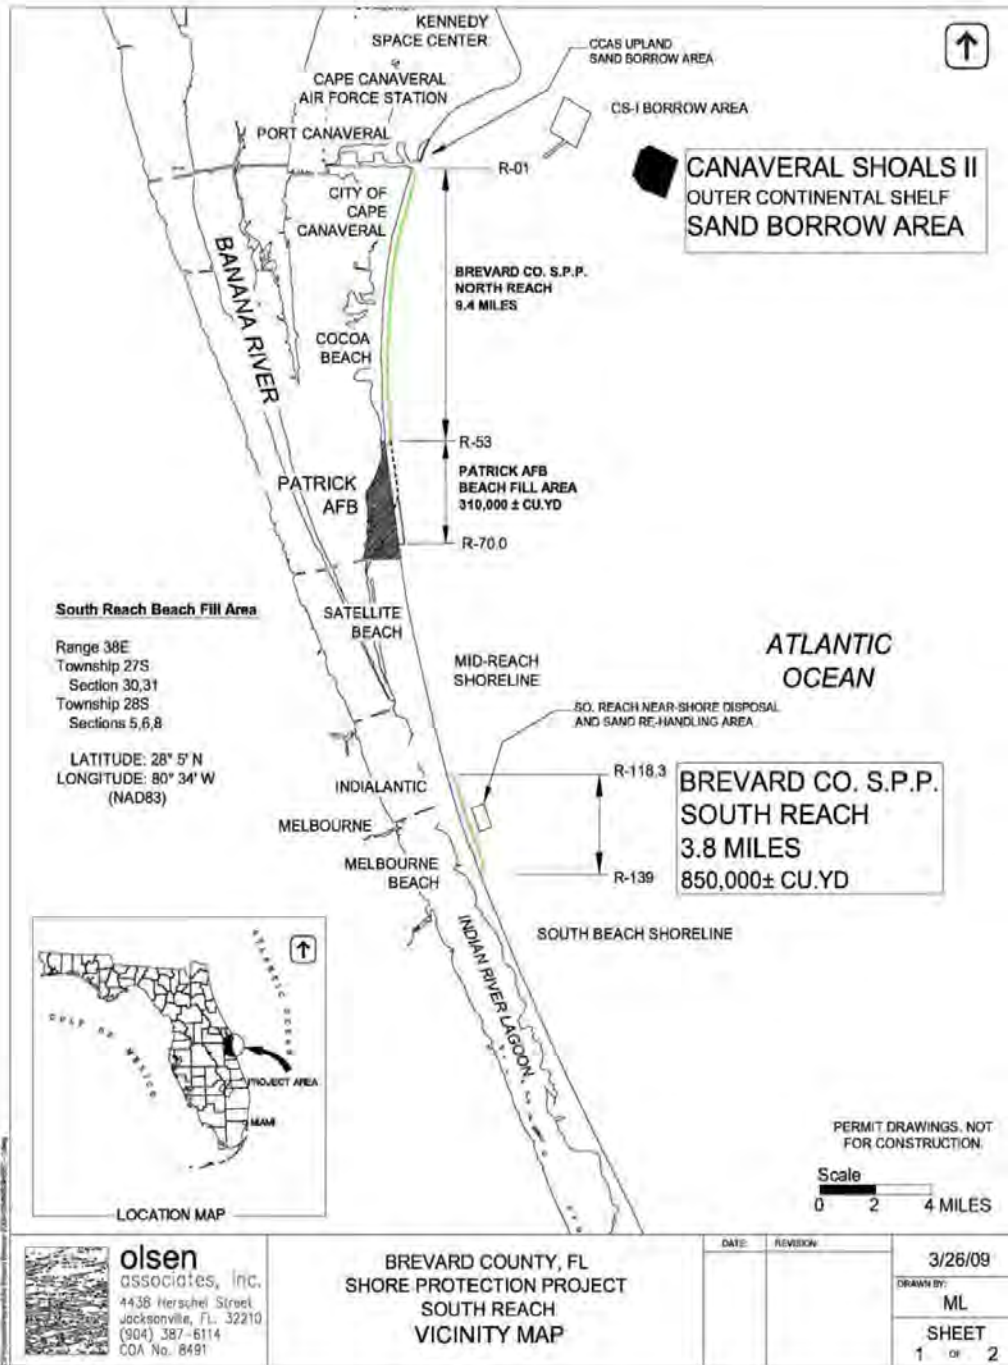 KENNEDY
SPACE CENTER
CCAS UPLAND
SAND BORROW AREA
CAPE CANAVERAL
AIR FORCE STATION
CS-I BORROW AREA
PORT CANAVERAL
R-01
CANAVERAL SHOALS II
OUTER CONTINENTAL SHELF
SAND BORROW AREA
CITY OF
CAPE
CANAVERAL
BANANA RIVER
BREVARD CO. S.P.P.
NORTH REACH
9.4 MILES
COCOA
BEACH
R-53
PATRICK
AFB
PATRICK AFB
BEACH FILL AREA
310,000 ± CU.YD
R-70.0
South Reach Beach Fill Area
Range 38E
Township 27S
Section 30,31
Township 28S
Sections 5,6,8
LATITUDE: 28° 5' N
LONGITUDE: 80° 34' W
(NAD83)
SATELLITE
BEACH
MID-REACH
SHORELINE
ATLANTIC
OCEAN
SO. REACH NEAR-SHORE DISPOSAL
AND SAND RE-HANDLING AREA
INDIALANTIC
R-118.3
BREVARD CO. S.P.P.
SOUTH REACH
3.8 MILES
850,000± CU.YD
MELBOURNE
MELBOURNE
BEACH
R-139
INDIAN RIVER LAGOON
SOUTH BEACH SHORELINE
ATLANTIC OCEAN
GULF OF MEXICO
PROJECT AREA
MIAMI
LOCATION MAP
PERMIT DRAWINGS. NOT
FOR CONSTRUCTION.
Scale
0 2 4 MILES
olsen
associates, inc.
4438 Herschel Street
Jacksonville, FL. 32210
(904) 387-6114
COA No. 8491
BREVARD COUNTY, FL
SHORE PROTECTION PROJECT
SOUTH REACH
VICINITY MAP
DATE: REVISION:
3/26/09
DRAWN BY:
ML
SHEET
1 OF 2